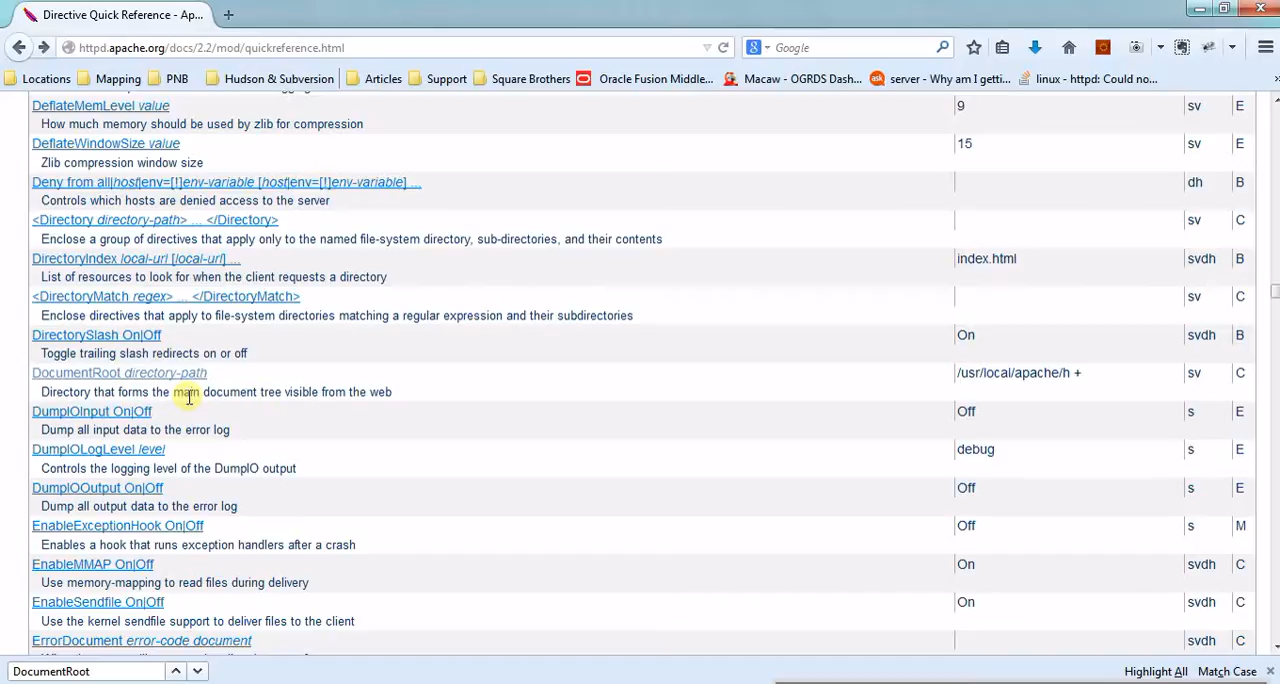 Directive Quick Reference - Ap...
httpd.apache.org/docs/2.2/mod/quickreference.html
Google
Locations Mapping PNB Hudson & Subversion Articles Support Square Brothers Oracle Fusion Middle... Macaw - OGRDS Dash... server - Why am I getti... linux - httpd: Could no...
DeflateMemLevel value 9 sv E
How much memory should be used by zlib for compression
DeflateWindowSize value 15 sv E
Zlib compression window size
Deny from all|host|env=[!]env-variable [host|env=[!]env-variable] ... dh B
Controls which hosts are denied access to the server
<Directory directory-path> ... </Directory> sv C
Enclose a group of directives that apply only to the named file-system directory, sub-directories, and their contents
DirectoryIndex local-url [local-url] ... index.html svdh B
List of resources to look for when the client requests a directory
<DirectoryMatch regex> ... </DirectoryMatch> sv C
Enclose directives that apply to file-system directories matching a regular expression and their subdirectories
DirectorySlash On|Off On svdh B
Toggle trailing slash redirects on or off
DocumentRoot directory-path /usr/local/apache/h + sv C
Directory that forms the main document tree visible from the web
DumpIOInput On|Off Off s E
Dump all input data to the error log
DumpIOLogLevel level debug s E
Controls the logging level of the DumpIO output
DumpIOOutput On|Off Off s E
Dump all output data to the error log
EnableExceptionHook On|Off Off s M
Enables a hook that runs exception handlers after a crash
EnableMMAP On|Off On svdh C
Use memory-mapping to read files during delivery
EnableSendfile On|Off On svdh C
Use the kernel sendfile support to deliver files to the client
ErrorDocument error-code document svdh C
DocumentRoot Highlight All Match Case